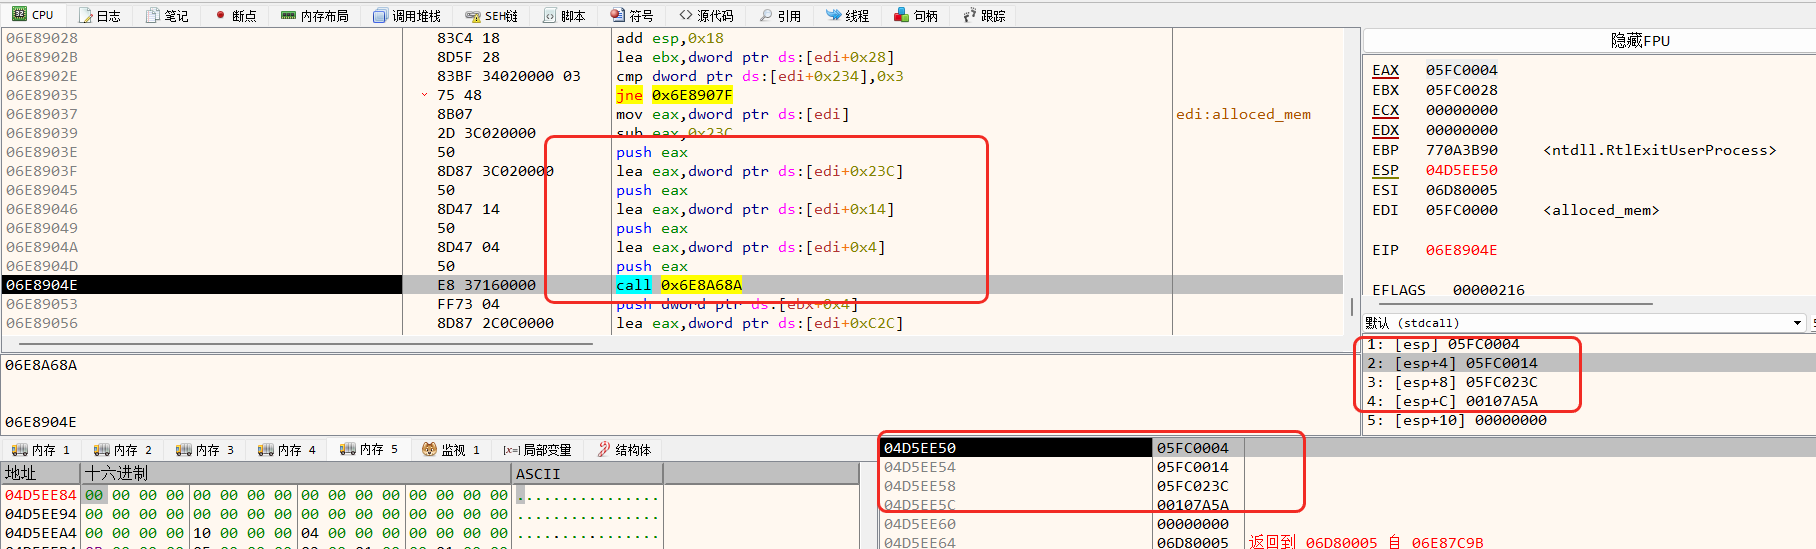 CPU 日志 笔记 断点 内存布局 调用堆栈 SEH链 脚本 符号 源代码 引用 线程 句柄 跟踪
06E89028 83C4 18 add esp,0x18
06E8902B 8D5F 28 lea ebx,dword ptr ds:[edi+0x28]
06E8902E 83BF 34020000 03 cmp dword ptr ds:[edi+0x234],0x3
06E89035 75 48 jne 0x6E8907F
06E89037 8B07 mov eax,dword ptr ds:[edi] edi:alloced_mem
06E89039 2D 3C020000 sub eax,0x23C
06E8903E 50 push eax
06E8903F 8D87 3C020000 lea eax,dword ptr ds:[edi+0x23C]
06E89045 50 push eax
06E89046 8D47 14 lea eax,dword ptr ds:[edi+0x14]
06E89049 50 push eax
06E8904A 8D47 04 lea eax,dword ptr ds:[edi+0x4]
06E8904D 50 push eax
06E8904E E8 37160000 call 0x6E8A68A
06E89053 FF73 04 push dword ptr ds:[ebx+0x4]
06E89056 8D87 2C0C0000 lea eax,dword ptr ds:[edi+0xC2C]
隐藏FPU
EAX 05FC0004
EBX 05FC0028
ECX 00000000
EDX 00000000
EBP 770A3B90 <ntdll.RtlExitUserProcess>
ESP 04D5EE50
ESI 06D80005
EDI 05FC0000 <alloced_mem>
EIP 06E8904E
EFLAGS 00000216
默认 (stdcall)
1: [esp] 05FC0004
2: [esp+4] 05FC0014
3: [esp+8] 05FC023C
4: [esp+C] 00107A5A
5: [esp+10] 00000000
06E8A68A
06E8904E
内存 1 内存 2 内存 3 内存 4 内存 5 监视 1 [x=] 局部变量 结构体
地址 十六进制 ASCII
04D5EE84 00 00 00 00 00 00 00 00 00 00 00 00 00 00 00 00 ................
04D5EE94 00 00 00 00 00 00 00 00 00 00 00 00 00 00 00 00 ................
04D5EEA4 00 00 00 00 10 00 00 00 04 00 00 00 00 00 00 00 ................
04D5EE50 05FC0004
04D5EE54 05FC0014
04D5EE58 05FC023C
04D5EE5C 00107A5A
04D5EE60 00000000
04D5EE64 06D80005 返回到 06D80005 自 06E87C9B